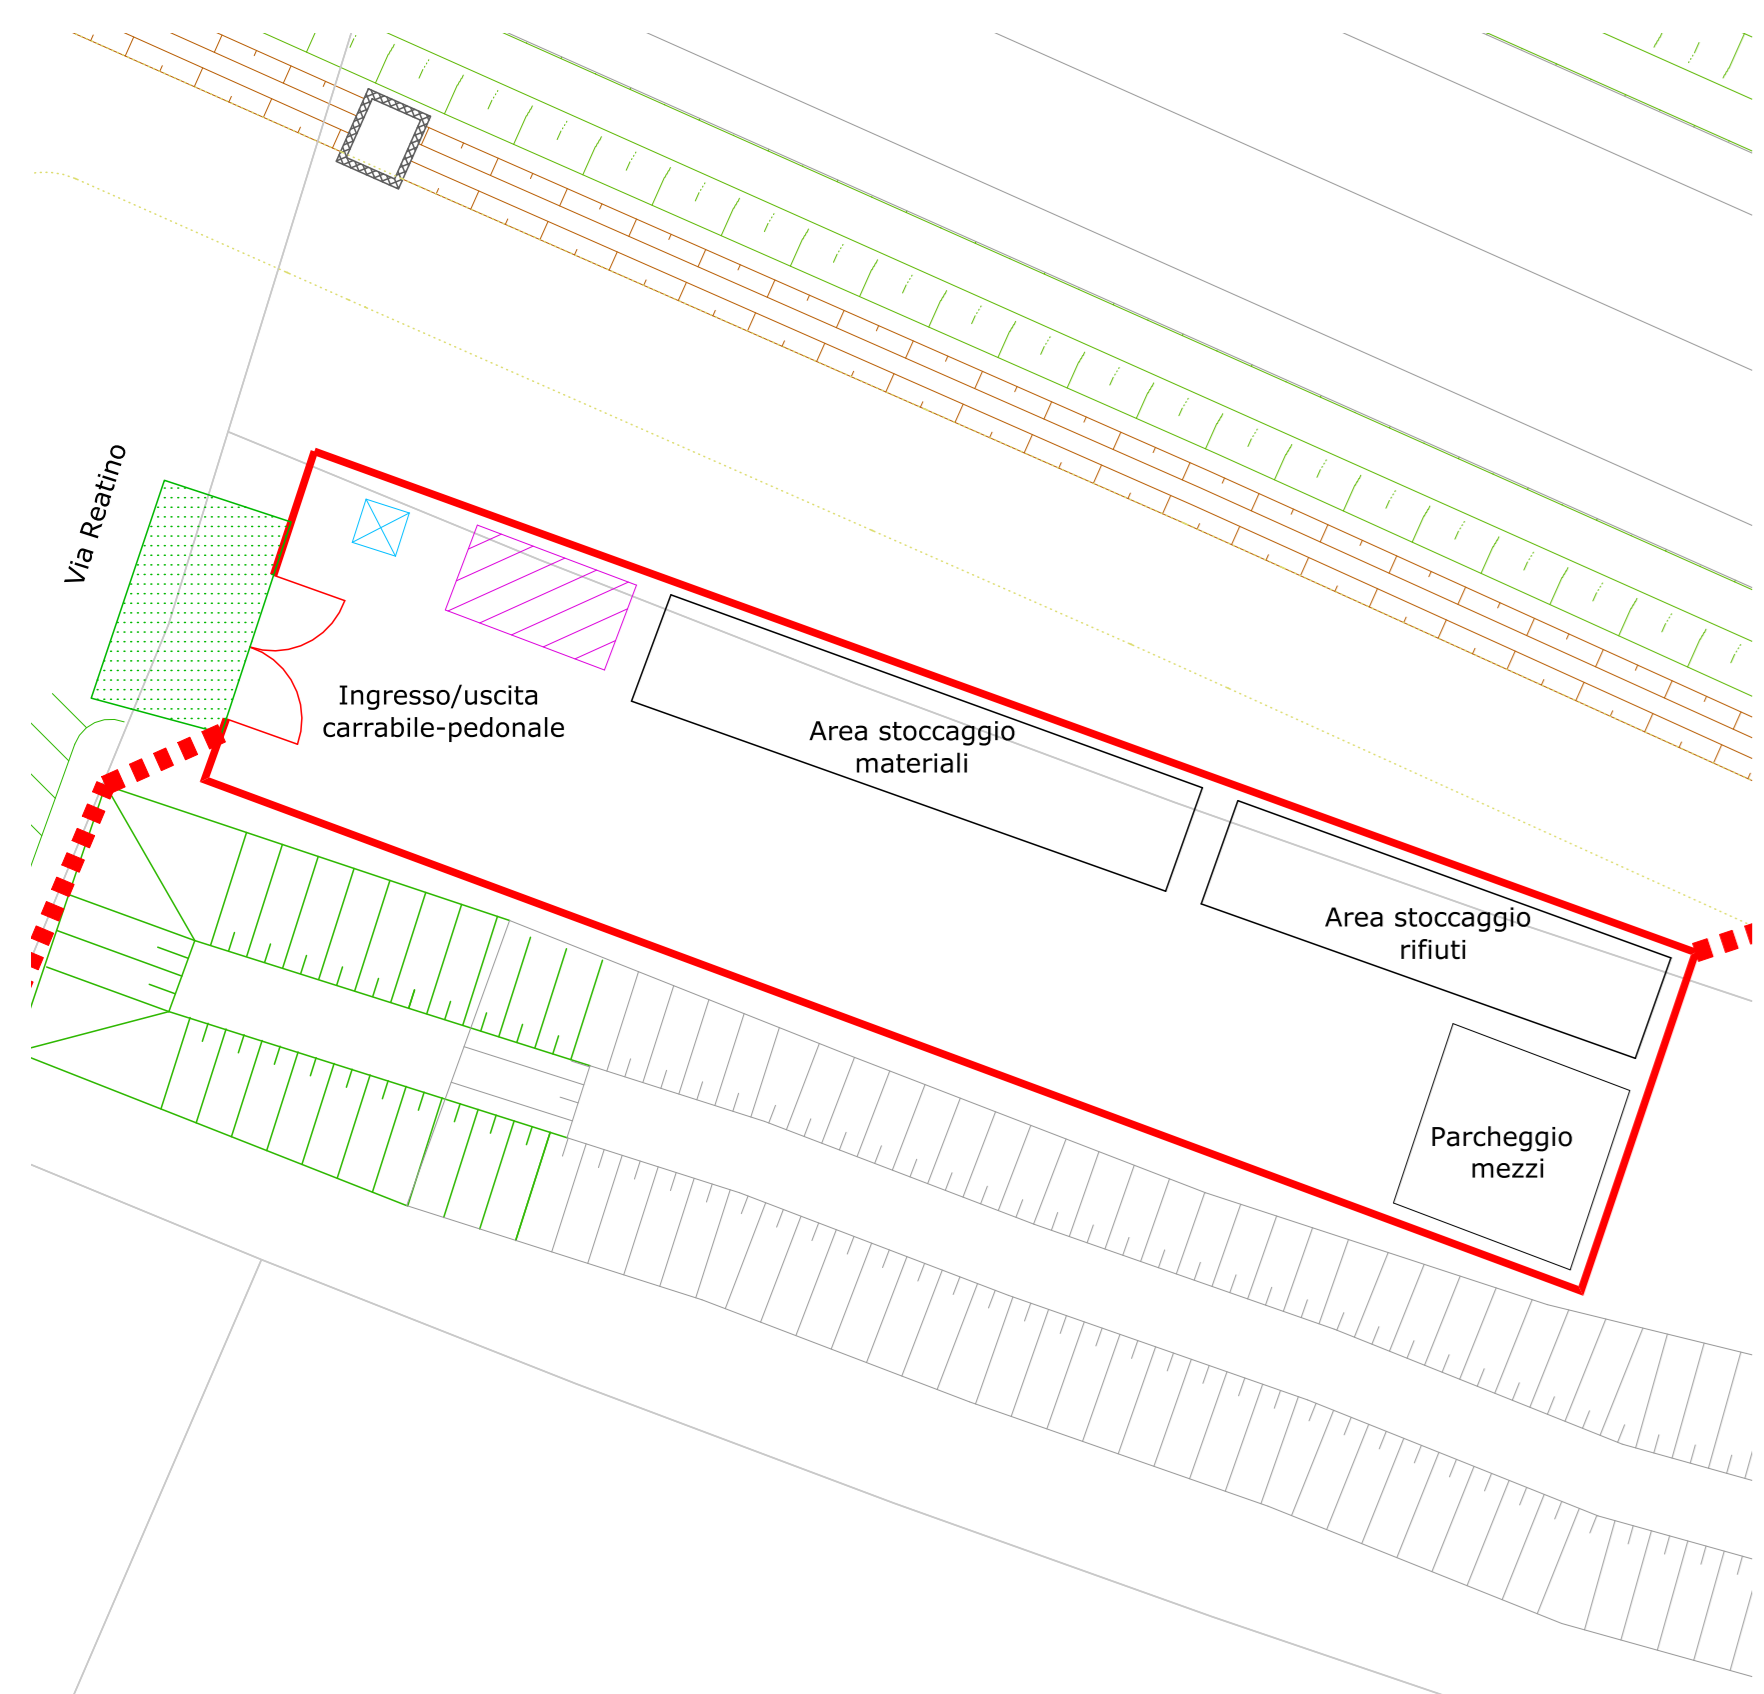 Via Reatino
Ingresso/uscita
carrabile-pedonale
Area stoccaggio
materiali
Area stoccaggio
rifiuti
Parcheggio
mezzi